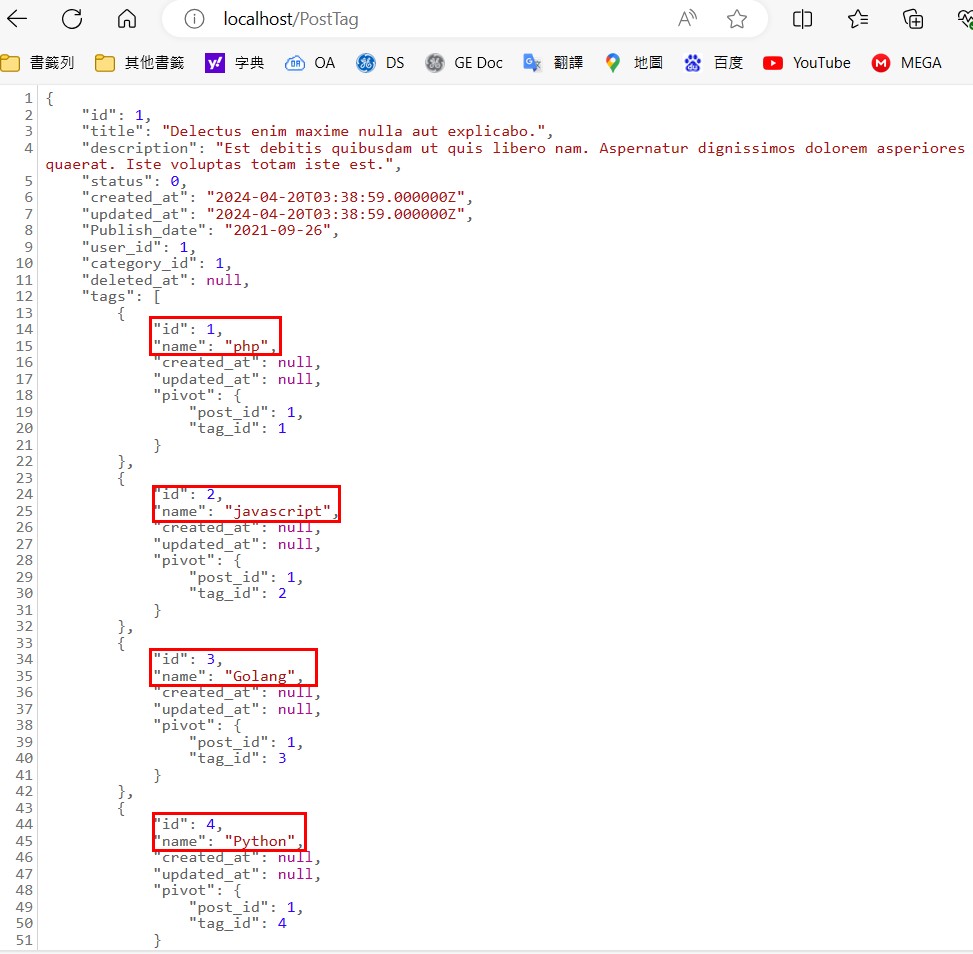 localhost/PostTag
書籤列 其他書籤 字典 OA DS GE Doc 翻譯 地圖 百度 YouTube MEGA
1 {
2 "id": 1,
3 "title": "Delectus enim maxime nulla aut explicabo.",
4 "description": "Est debitis quibusdam ut quis libero nam. Aspernatur dignissimos dolorem asperiores
quaerat. Iste voluptas totam iste est.",
5 "status": 0,
6 "created_at": "2024-04-20T03:38:59.000000Z",
7 "updated_at": "2024-04-20T03:38:59.000000Z",
8 "Publish_date": "2021-09-26",
9 "user_id": 1,
10 "category_id": 1,
11 "deleted_at": null,
12 "tags": [
13 {
14 "id": 1,
15 "name": "php",
16 "created_at": null,
17 "updated_at": null,
18 "pivot": {
19 "post_id": 1,
20 "tag_id": 1
21 }
22 },
23 {
24 "id": 2,
25 "name": "javascript",
26 "created_at": null,
27 "updated_at": null,
28 "pivot": {
29 "post_id": 1,
30 "tag_id": 2
31 }
32 },
33 {
34 "id": 3,
35 "name": "Golang",
36 "created_at": null,
37 "updated_at": null,
38 "pivot": {
39 "post_id": 1,
40 "tag_id": 3
41 }
42 },
43 {
44 "id": 4,
45 "name": "Python",
46 "created_at": null,
47 "updated_at": null,
48 "pivot": {
49 "post_id": 1,
50 "tag_id": 4
51 }